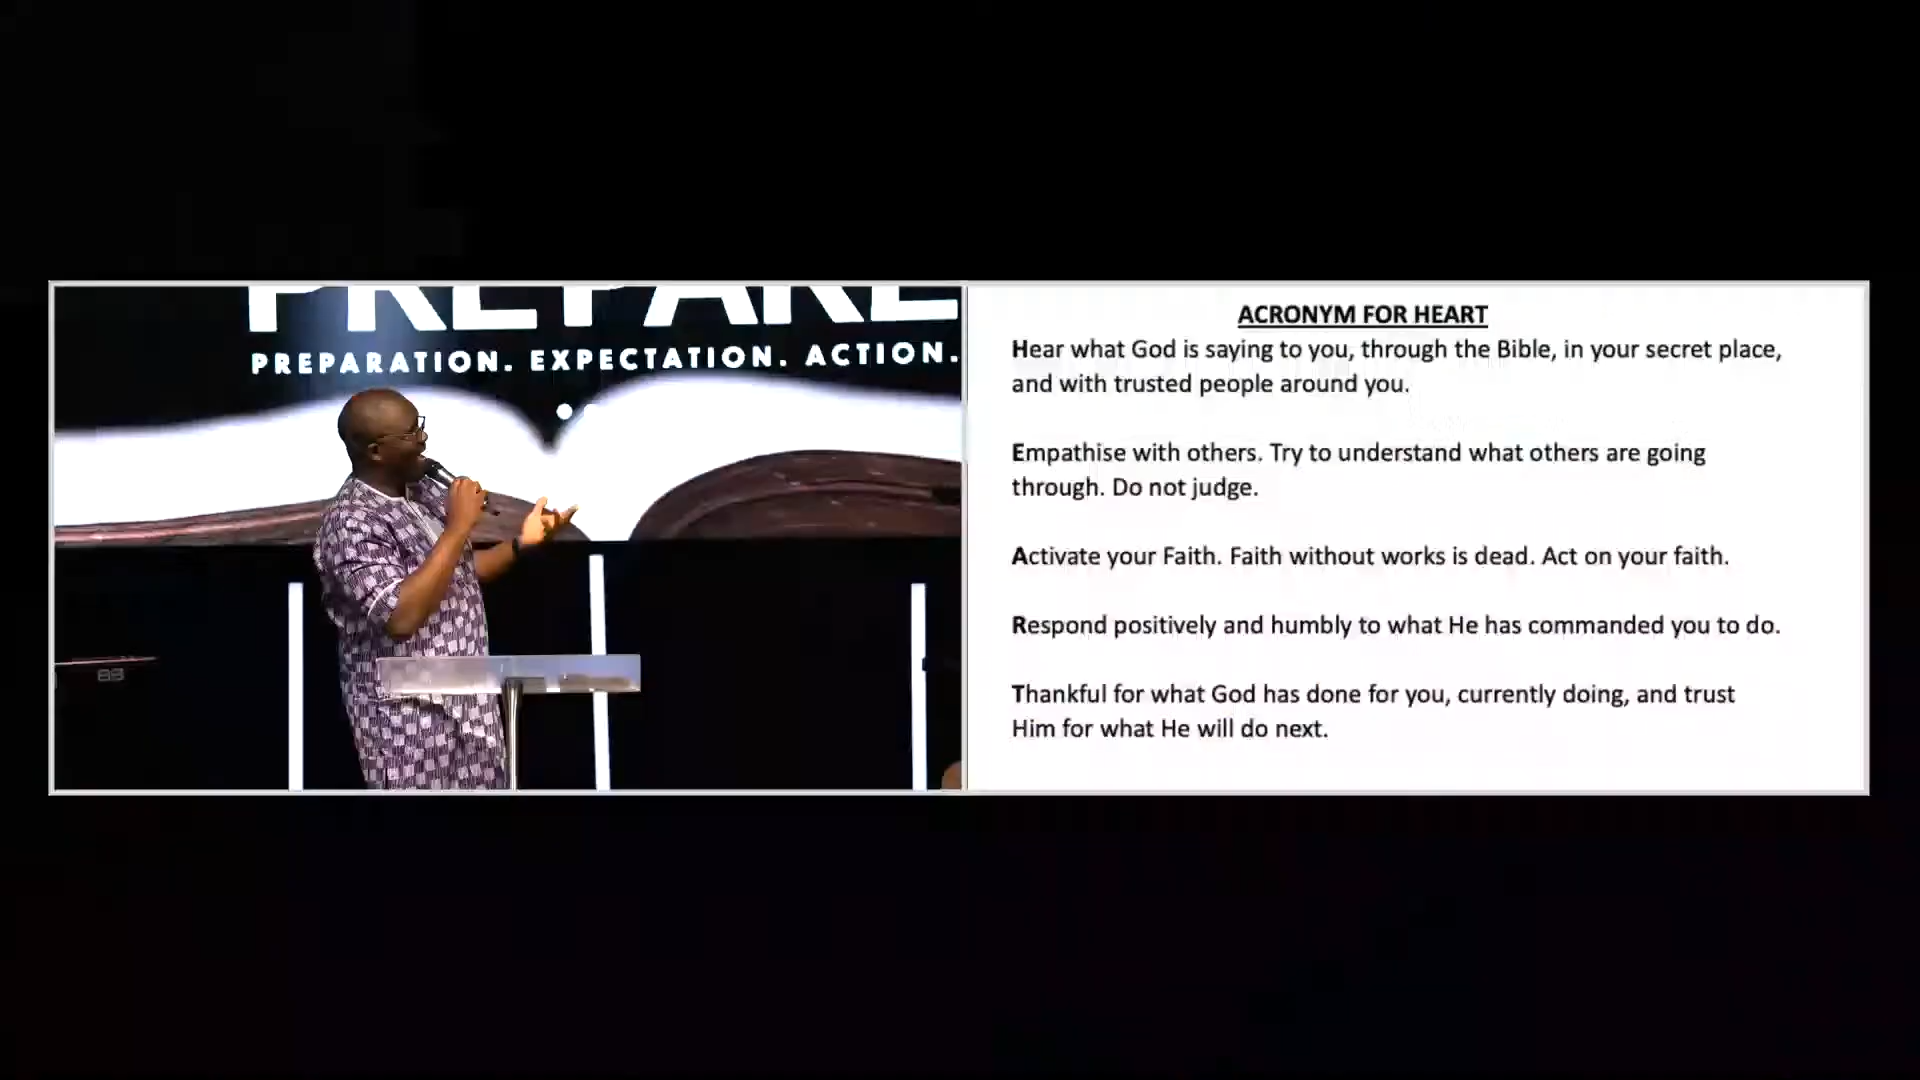 PREPARE
PREPARATION. EXPECTATION. ACTION.
ACRONYM FOR HEART
Hear what God is saying to you, through the Bible, in your secret place,
and with trusted people around you.
Empathise with others. Try to understand what others are going
through. Do not judge.
Activate your Faith. Faith without works is dead. Act on your faith.
Respond positively and humbly to what He has commanded you to do.
Thankful for what God has done for you, currently doing, and trust
Him for what He will do next.